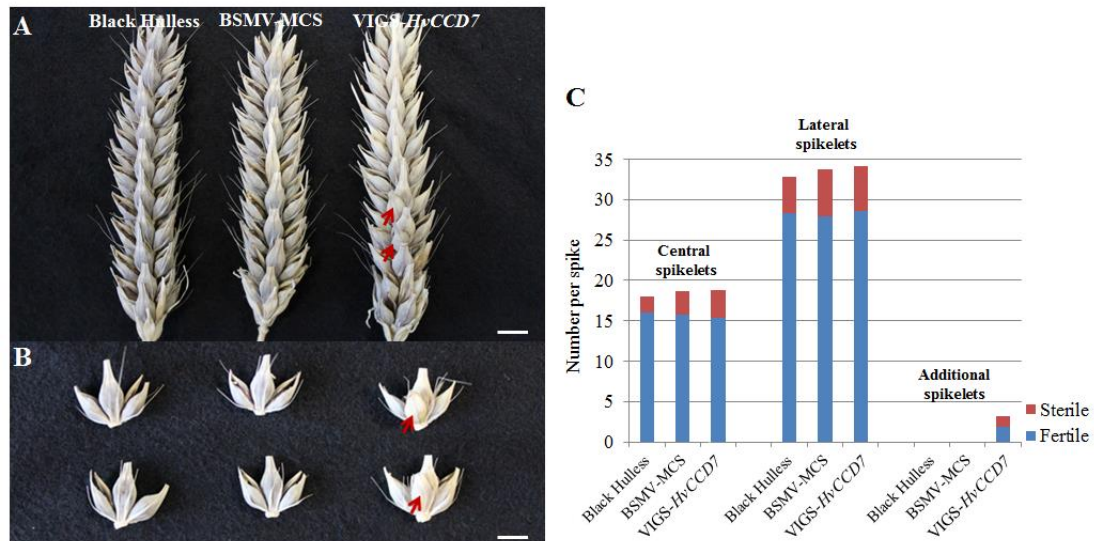 A
Black Hulless
BSMV-MCS
VIGS-HvCCD7
B
C
Number per spike
35
30
25
20
15
10
5
0
Central
spikelets
Lateral
spikelets
Additional
spikelets
Sterile
Fertile
Black Hulless
BSMV-MCS
VIGS-HvCCD7
Black Hulless
BSMV-MCS
VIGS-HvCCD7
Black Hulless
BSMV-MCS
VIGS-HvCCD7